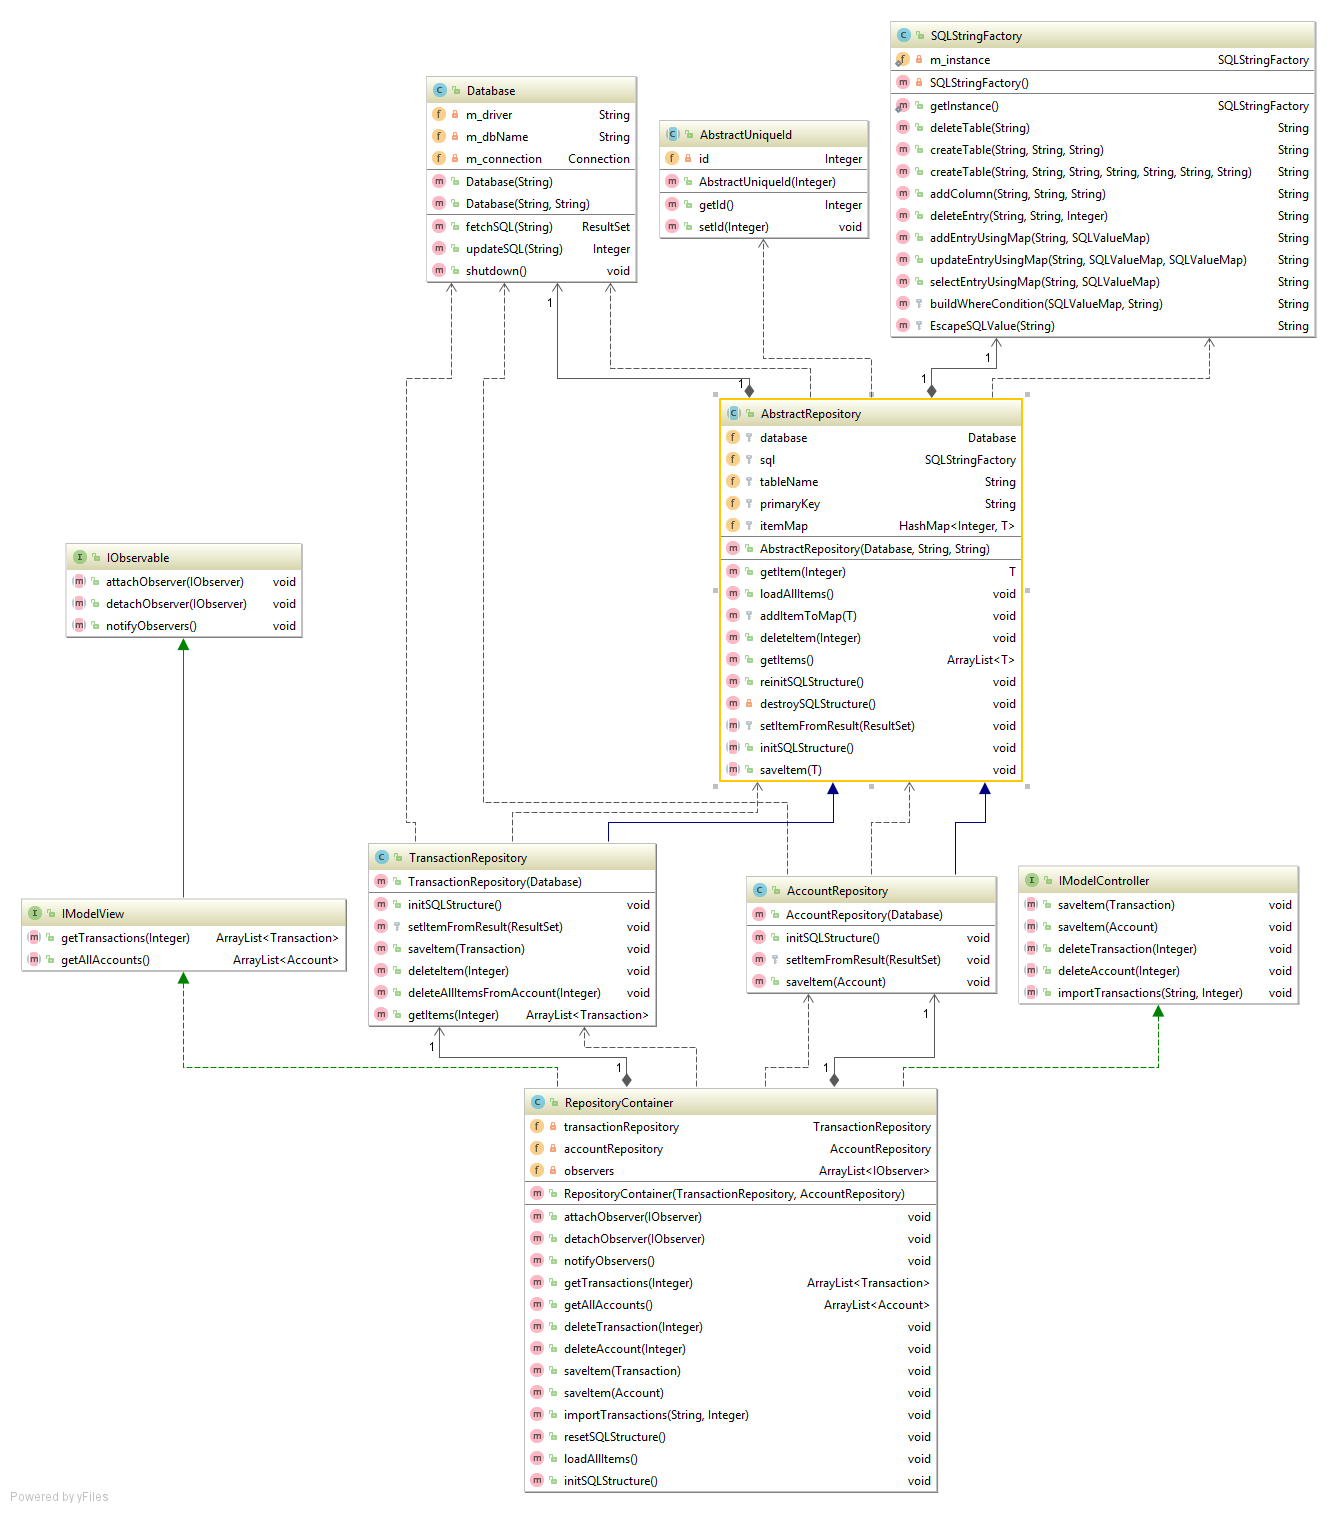 SQLStringFactory
m_instance SQLStringFactory
SQLStringFactory()
getInstance() SQLStringFactory
deleteTable(String) String
createTable(String, String, String) String
createTable(String, String, String, String, String, String, String) String
addColumn(String, String, String) String
deleteEntry(String, String, Integer) String
addEntryUsingMap(String, SQLValueMap) String
updateEntryUsingMap(String, SQLValueMap, SQLValueMap) String
selectEntryUsingMap(String, SQLValueMap) String
buildWhereCondition(SQLValueMap, String) String
EscapeSQLValue(String) String
Database
m_driver String
m_dbName String
m_connection Connection
Database(String)
Database(String, String)
fetchSQL(String) ResultSet
updateSQL(String) Integer
shutdown() void
AbstractUniqueId
id Integer
AbstractUniqueId(Integer)
getId() Integer
setId(Integer) void
1
1
1
1
AbstractRepository
database Database
sql SQLStringFactory
tableName String
primaryKey String
itemMap HashMap<Integer, T>
AbstractRepository(Database, String, String)
getItem(Integer) T
loadAllItems() void
addItemToMap(T) void
deleteItem(Integer) void
getItems() ArrayList<T>
reinitSQLStructure() void
destroySQLStructure() void
setItemFromResult(ResultSet) void
initSQLStructure() void
saveItem(T) void
IObservable
attachObserver(IObserver) void
detachObserver(IObserver) void
notifyObservers() void
IModelView
getTransactions(Integer) ArrayList<Transaction>
getAllAccounts() ArrayList<Account>
TransactionRepository
TransactionRepository(Database)
initSQLStructure() void
setItemFromResult(ResultSet) void
saveItem(Transaction) void
deleteItem(Integer) void
deleteAllItemsFromAccount(Integer) void
getItems(Integer) ArrayList<Transaction>
AccountRepository
AccountRepository(Database)
initSQLStructure() void
setItemFromResult(ResultSet) void
saveItem(Account) void
IModelController
saveItem(Transaction) void
saveItem(Account) void
deleteTransaction(Integer) void
deleteAccount(Integer) void
importTransactions(String, Integer) void
1
1
1
1
RepositoryContainer
transactionRepository TransactionRepository
accountRepository AccountRepository
observers ArrayList<IObserver>
RepositoryContainer(TransactionRepository, AccountRepository)
attachObserver(IObserver) void
detachObserver(IObserver) void
notifyObservers() void
getTransactions(Integer) ArrayList<Transaction>
getAllAccounts() ArrayList<Account>
deleteTransaction(Integer) void
deleteAccount(Integer) void
saveItem(Transaction) void
saveItem(Account) void
importTransactions(String, Integer) void
resetSQLStructure() void
loadAllItems() void
initSQLStructure() void
Powered by yFiles